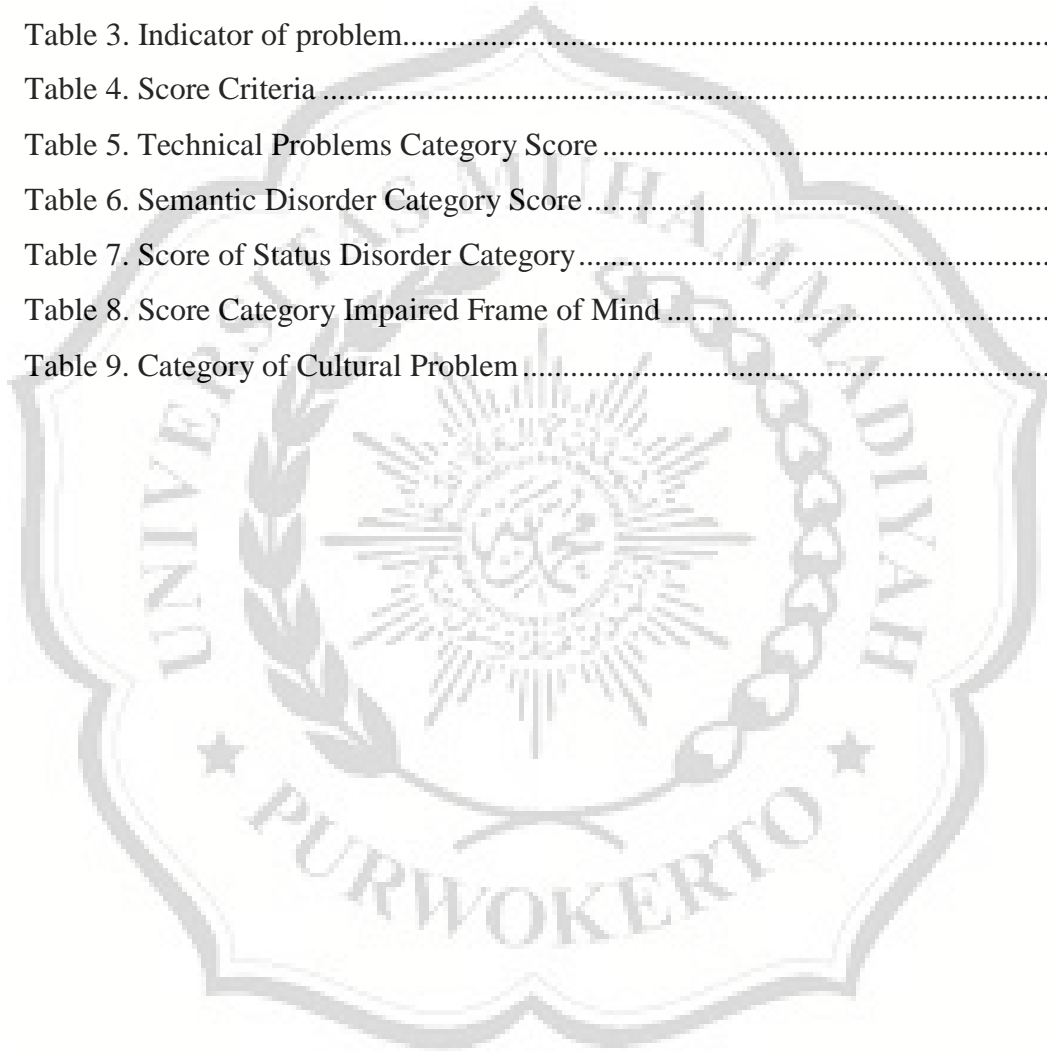 Table 3. Indicator of problem..............................................................................
Table 4. Score Criteria..............................................................................
Table 5. Technical Problems Category Score..............................................................................
Table 6. Semantic Disorder Category Score..............................................................................
Table 7. Score of Status Disorder Category..............................................................................
Table 8. Score Category Impaired Frame of Mind..............................................................................
Table 9. Category of Cultural Problem..............................................................................
UNIVERSITAS MUHAMMADIYAH
PURWOKERTO